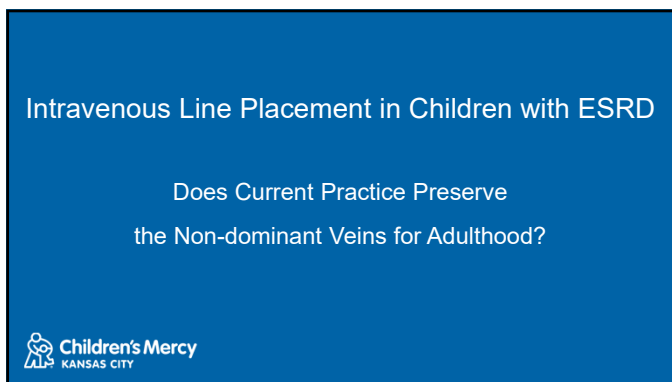 Intravenous Line Placement in Children with ESRD
Does Current Practice Preserve
the Non-dominant Veins for Adulthood?
Children's Mercy
KANSAS CITY